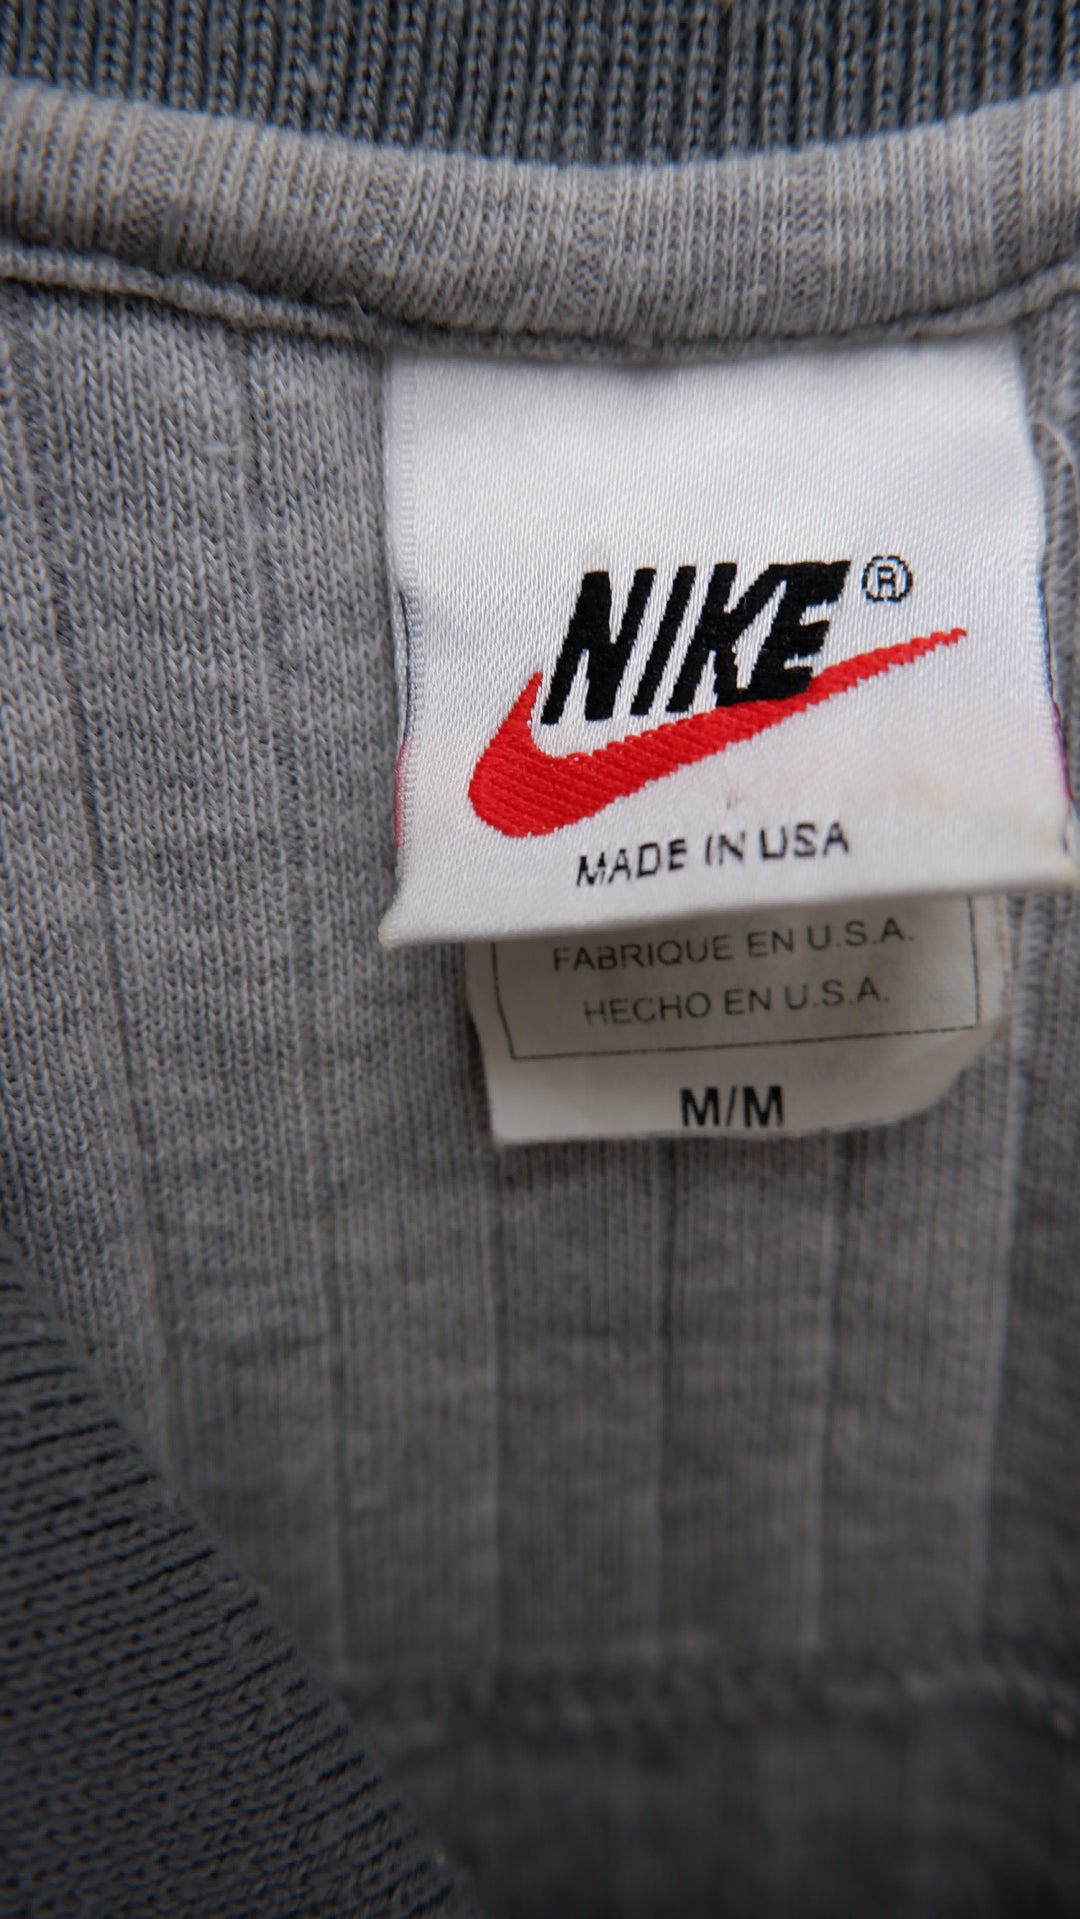 NIKE®
MADE IN USA
FABRIQUE EN U.S.A.
HECHO EN U.S.A.
M/M